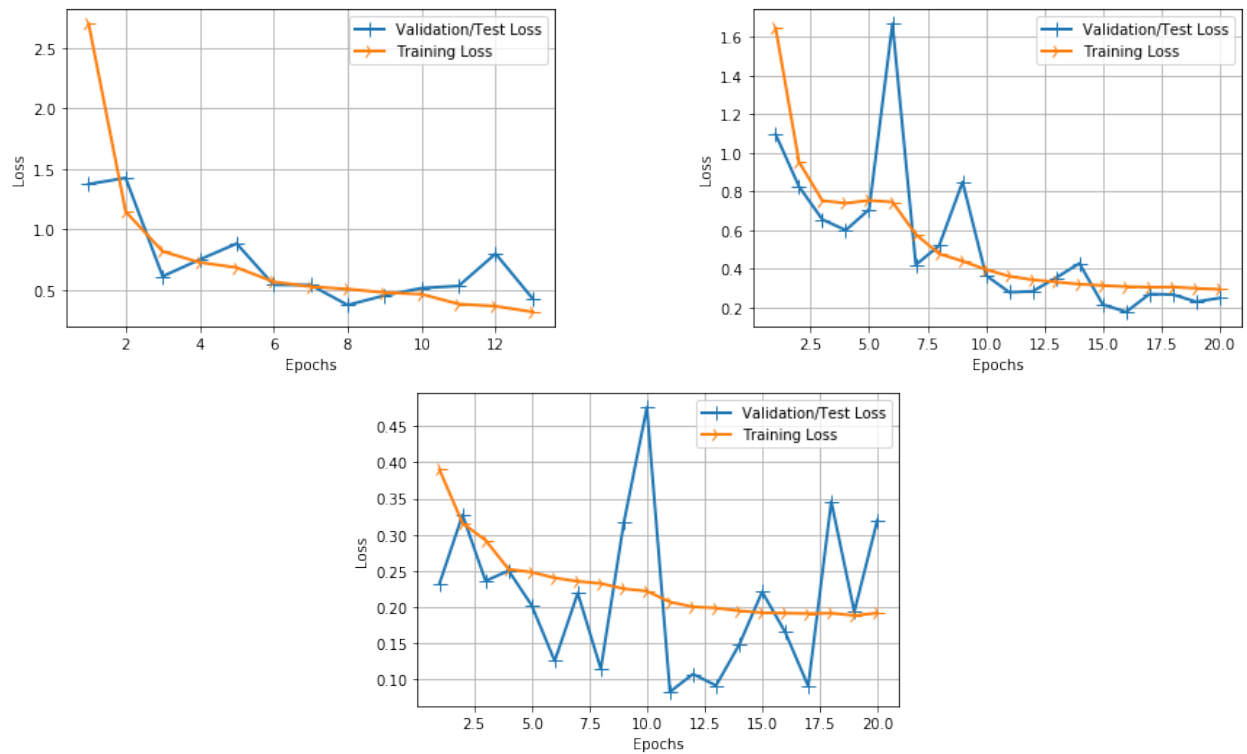 Validation/Test Loss
Training Loss
2.5
2.0
1.5
1.0
0.5
Loss
2 4 6 8 10 12
Epochs
Validation/Test Loss
Training Loss
1.6
1.4
1.2
1.0
0.8
0.6
0.4
0.2
Loss
2.5 5.0 7.5 10.0 12.5 15.0 17.5 20.0
Epochs
Validation/Test Loss
Training Loss
0.45
0.40
0.35
0.30
0.25
0.20
0.15
0.10
Loss
2.5 5.0 7.5 10.0 12.5 15.0 17.5 20.0
Epochs